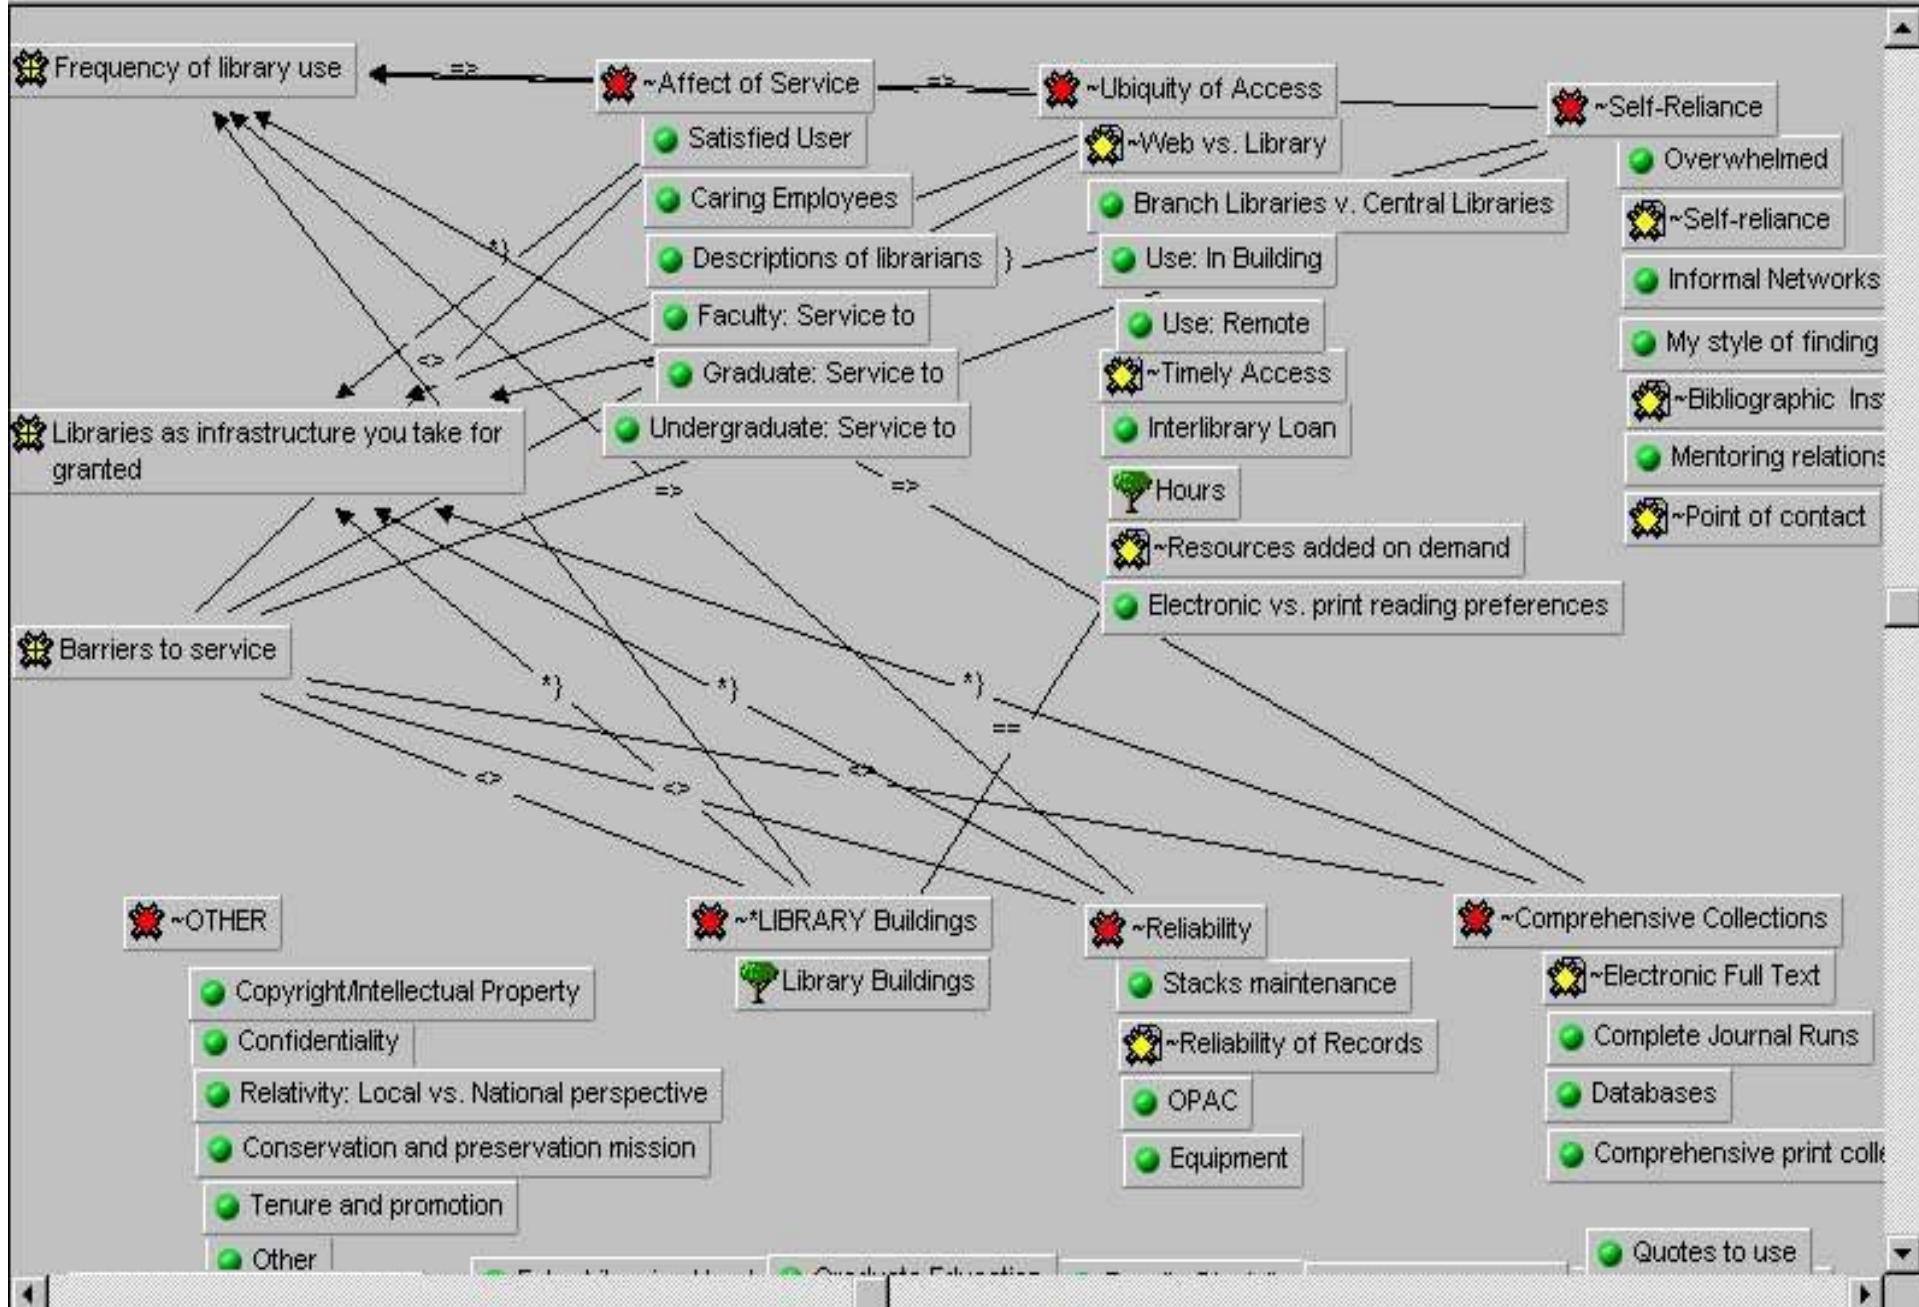 Frequency of library use
=>
~Affect of Service
=>
~Ubiquity of Access
~Self-Reliance
Satisfied User
~Web vs. Library
Overwhelmed
Caring Employees
Branch Libraries v. Central Libraries
~Self-reliance
*}
Descriptions of librarians
}
Use: In Building
Informal Networks
Faculty: Service to
Use: Remote
My style of finding
<>
Graduate: Service to
~Timely Access
~Bibliographic Ins
Libraries as infrastructure you take for
granted
Undergraduate: Service to
Interlibrary Loan
Mentoring relations
=>
=>
Hours
~Point of contact
~Resources added on demand
Electronic vs. print reading preferences
Barriers to service
*}
*}
*}
==
<>
<>
<>
~OTHER
~*LIBRARY Buildings
~Reliability
~Comprehensive Collections
Copyright/Intellectual Property
Library Buildings
Stacks maintenance
~Electronic Full Text
Confidentiality
~Reliability of Records
Complete Journal Runs
Relativity: Local vs. National perspective
OPAC
Databases
Conservation and preservation mission
Equipment
Comprehensive print colle
Tenure and promotion
Other
Quotes to use
Graduate Education